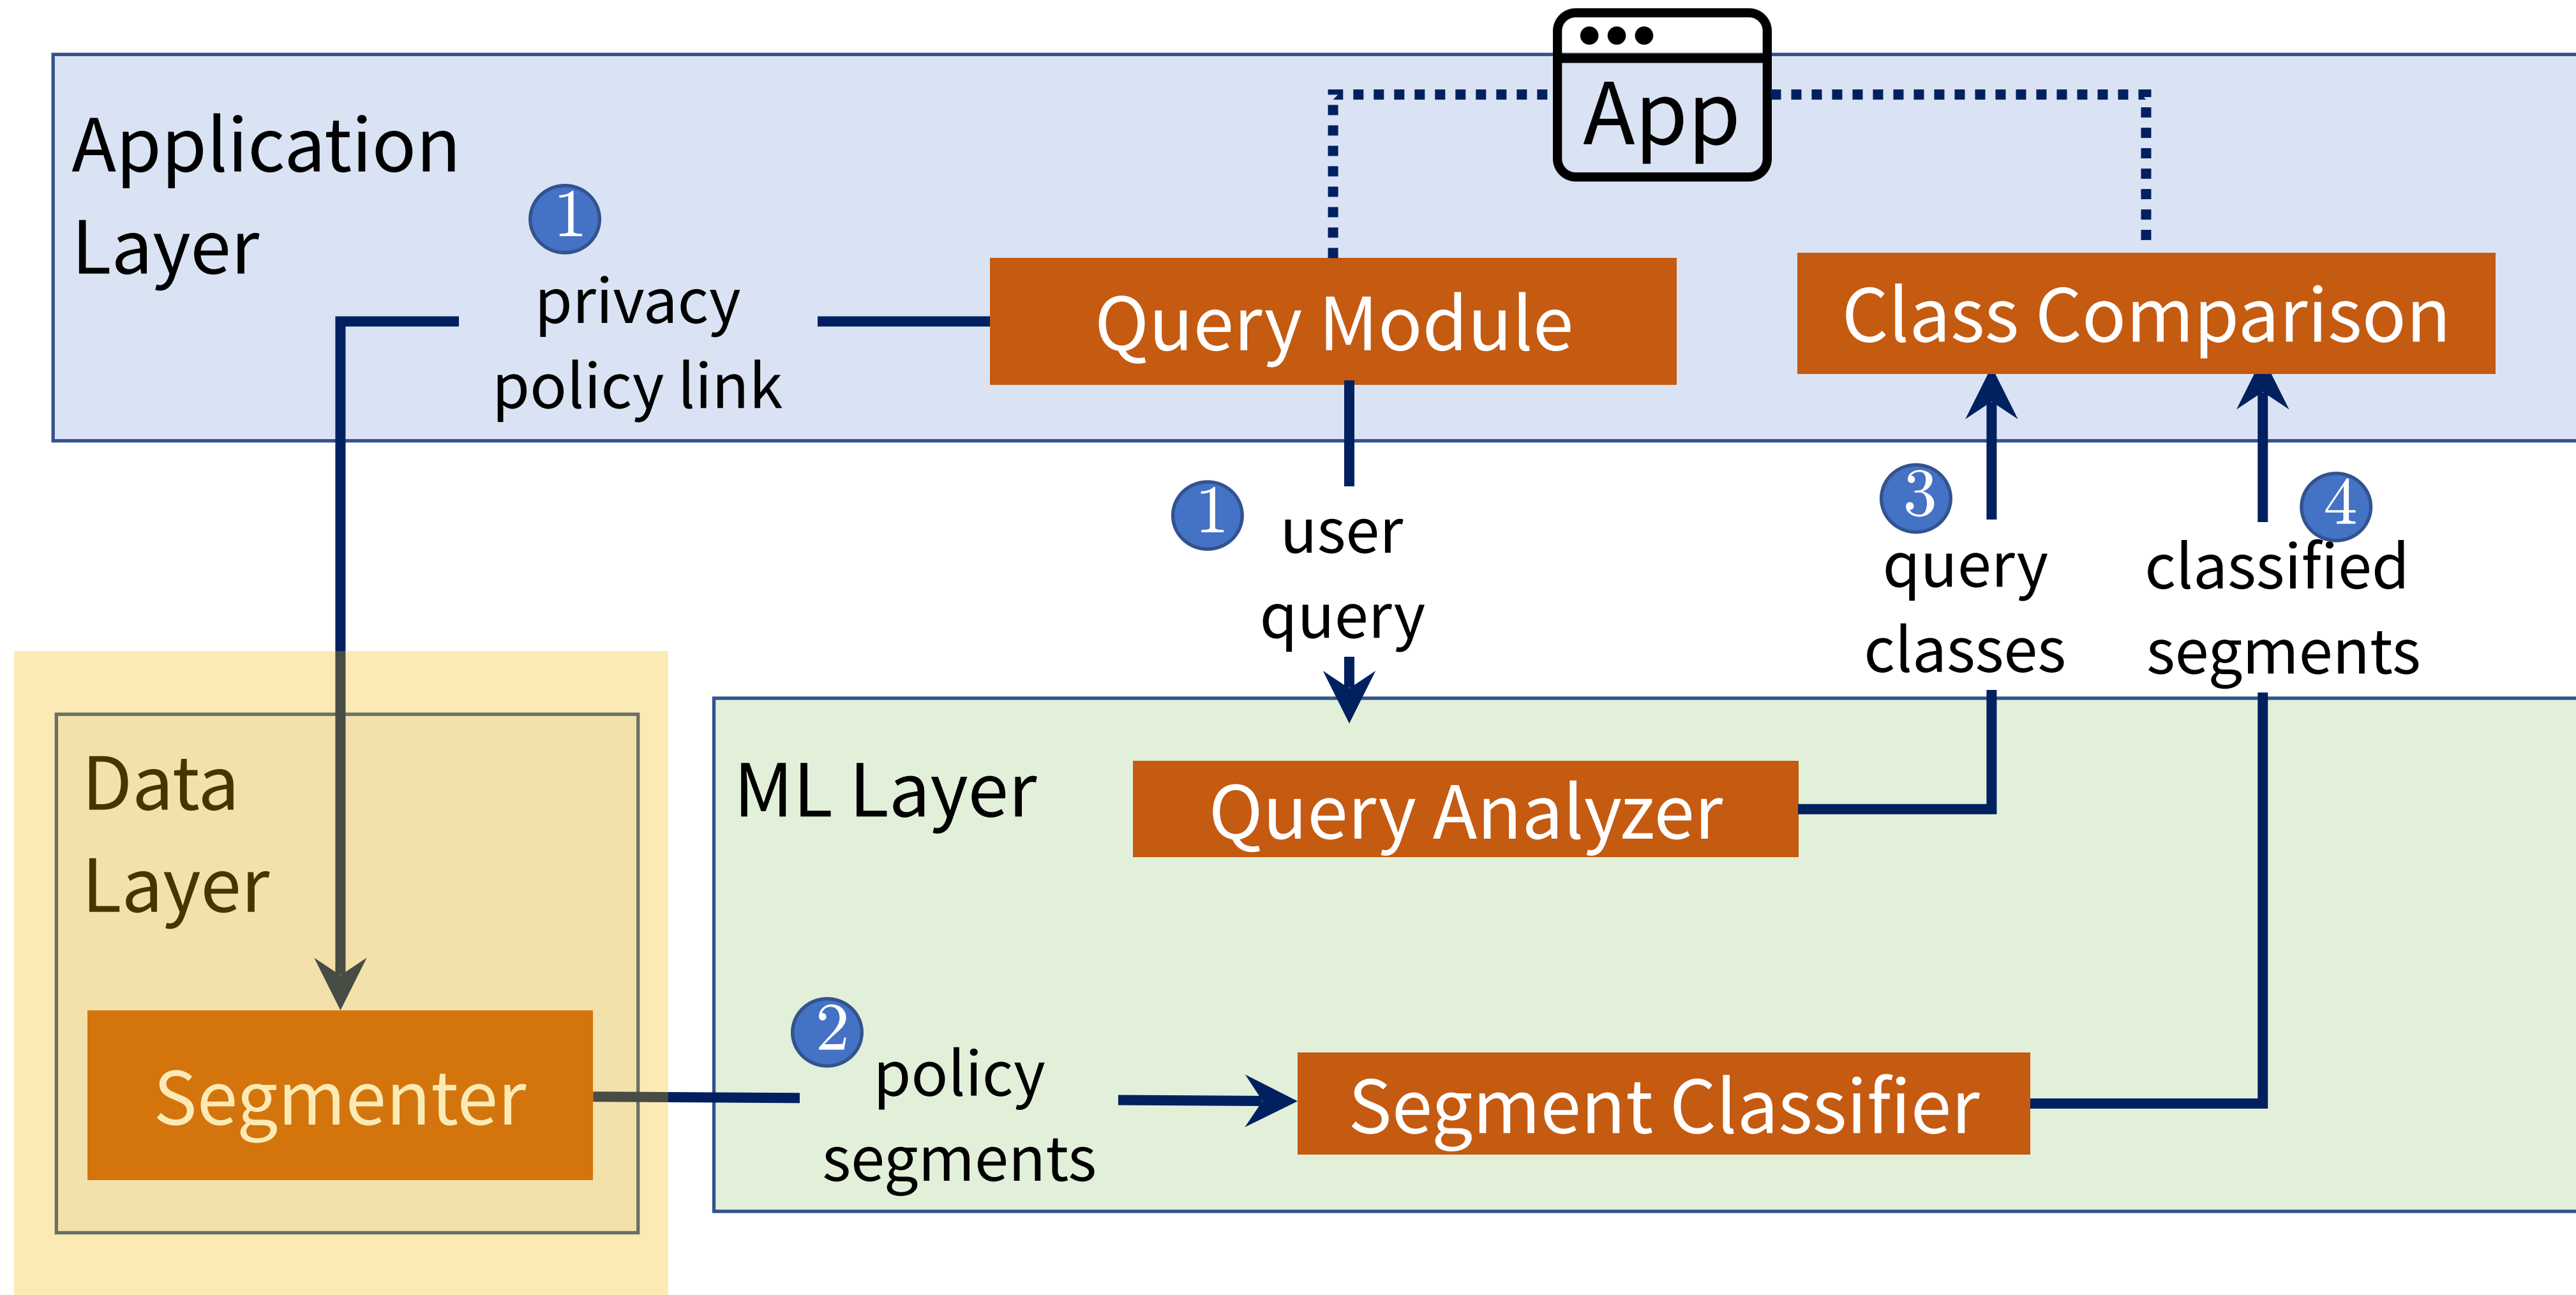 App
Application
Layer
1
privacy
policy link
Query Module
Class Comparison
1
user
query
3
query
classes
4
classified
segments
Data
Layer
ML Layer
Query Analyzer
Segmenter
2
policy
segments
Segment Classifier